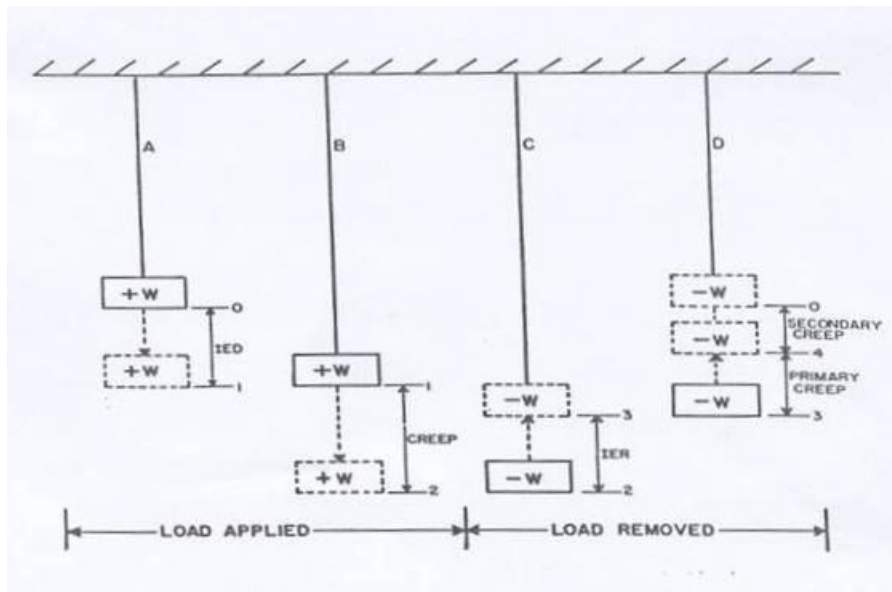 A
B
C
D
+W
0
IED
+W
1
+W
1
CREEP
+W
2
-W
3
IER
-W
2
-W
0
SECONDARY
CREEP
-W
4
PRIMARY
CREEP
-W
3
LOAD APPLIED
LOAD REMOVED